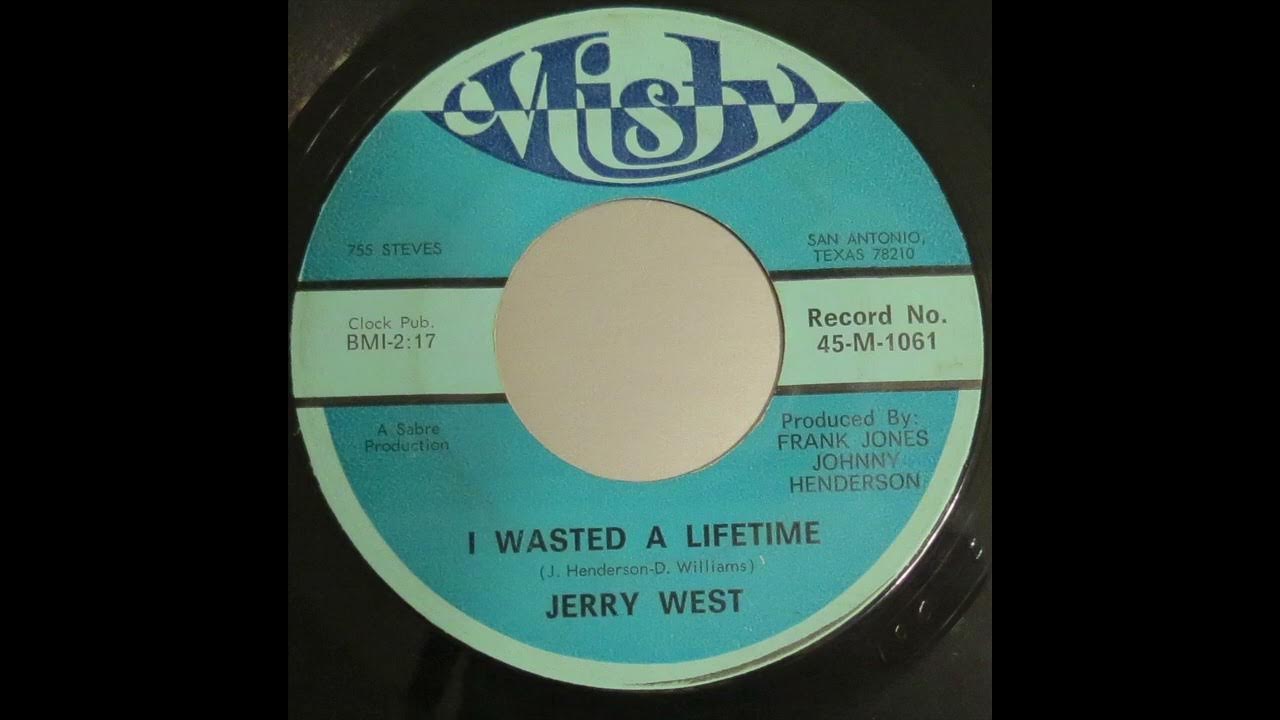 Misty
755 STEVES
SAN ANTONIO,
TEXAS 78210
Clock Pub.
BMI-2:17
Record No.
45-M-1061
A Sabre
Production
Produced By:
FRANK JONES
JOHNNY
HENDERSON
I WASTED A LIFETIME
(J. Henderson-D. Williams)
JERRY WEST